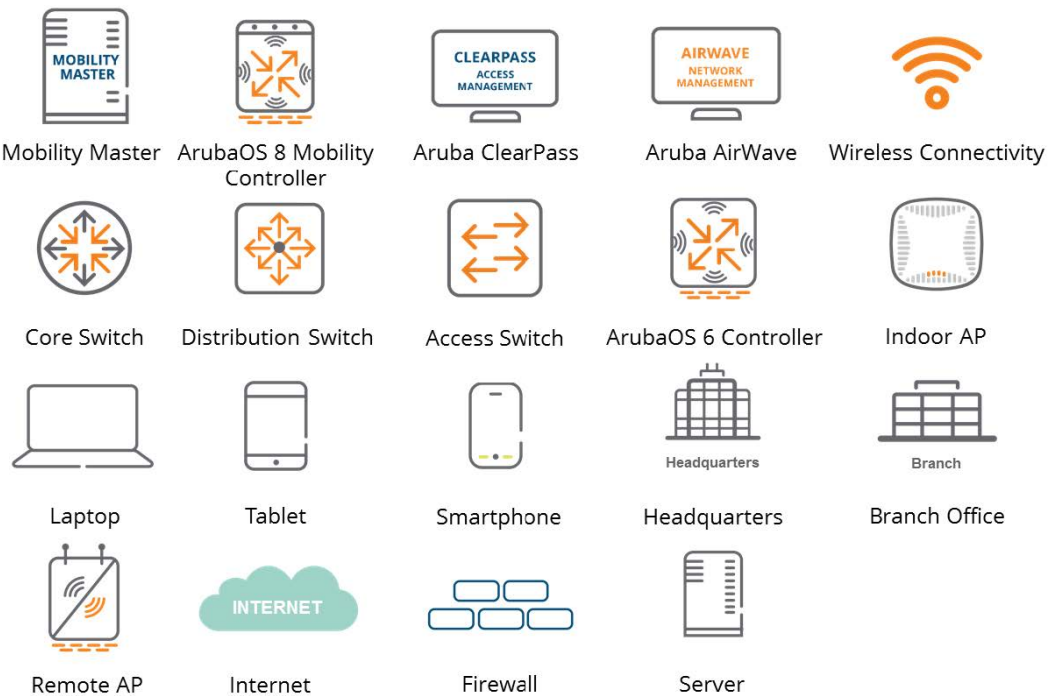 MOBILITY
MASTER
CLEARPASS
ACCESS
MANAGEMENT
AIRWAVE
NETWORK
MANAGEMENT
Mobility Master
ArubaOS 8 Mobility
Controller
Aruba ClearPass
Aruba AirWave
Wireless Connectivity
Core Switch
Distribution Switch
Access Switch
ArubaOS 6 Controller
Indoor AP
Headquarters
Branch
Laptop
Tablet
Smartphone
Headquarters
Branch Office
INTERNET
Remote AP
Internet
Firewall
Server